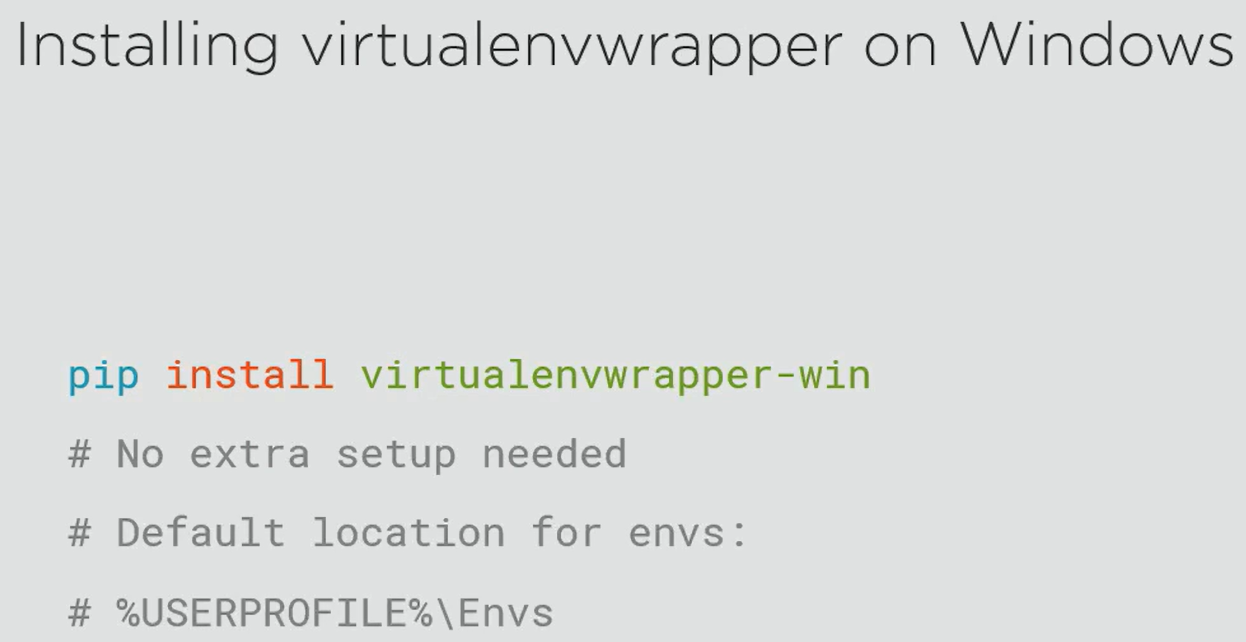 Installing virtualenvwrapper on Windows
pip install virtualenvwrapper-win
# No extra setup needed
# Default location for envs:
# %USERPROFILE%\Envs